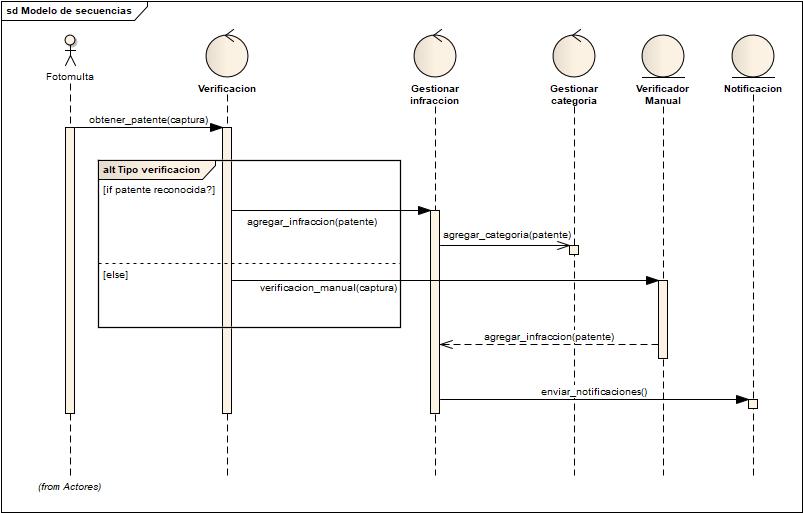 sd Modelo de secuencias
Fotomulta
Verificacion
Gestionar
infraccion
Gestionar
categoria
Verificador
Manual
Notificacion
obtener_patente(captura)
alt Tipo verificacion
[if patente reconocida?]
agregar_infraccion(patente)
agregar_categoria(patente)
[else]
verificacion_manual(captura)
agregar_infraccion(patente)
enviar_notificaciones()
(from Actores)